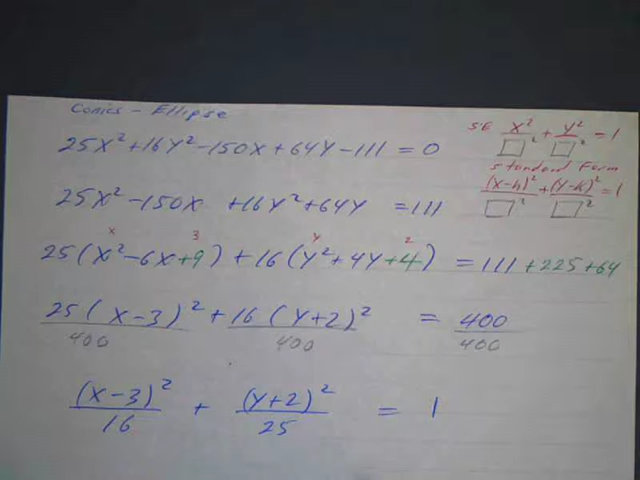 Conics - Ellipse
25X² + 16Y² - 150X + 64Y - 111 = 0
SE X²/□² + Y²/□² = 1
Standard Form
(X-h)²/□² + (Y-K)²/□² = 1
25X² - 150X + 16Y² + 64Y = 111
x 3 y 2
25(X² - 6X + 9) + 16(Y² + 4Y + 4) = 111 + 225 + 64
25(X-3)²/400 + 16(Y+2)²/400 = 400/400
(X-3)²/16 + (Y+2)²/25 = 1